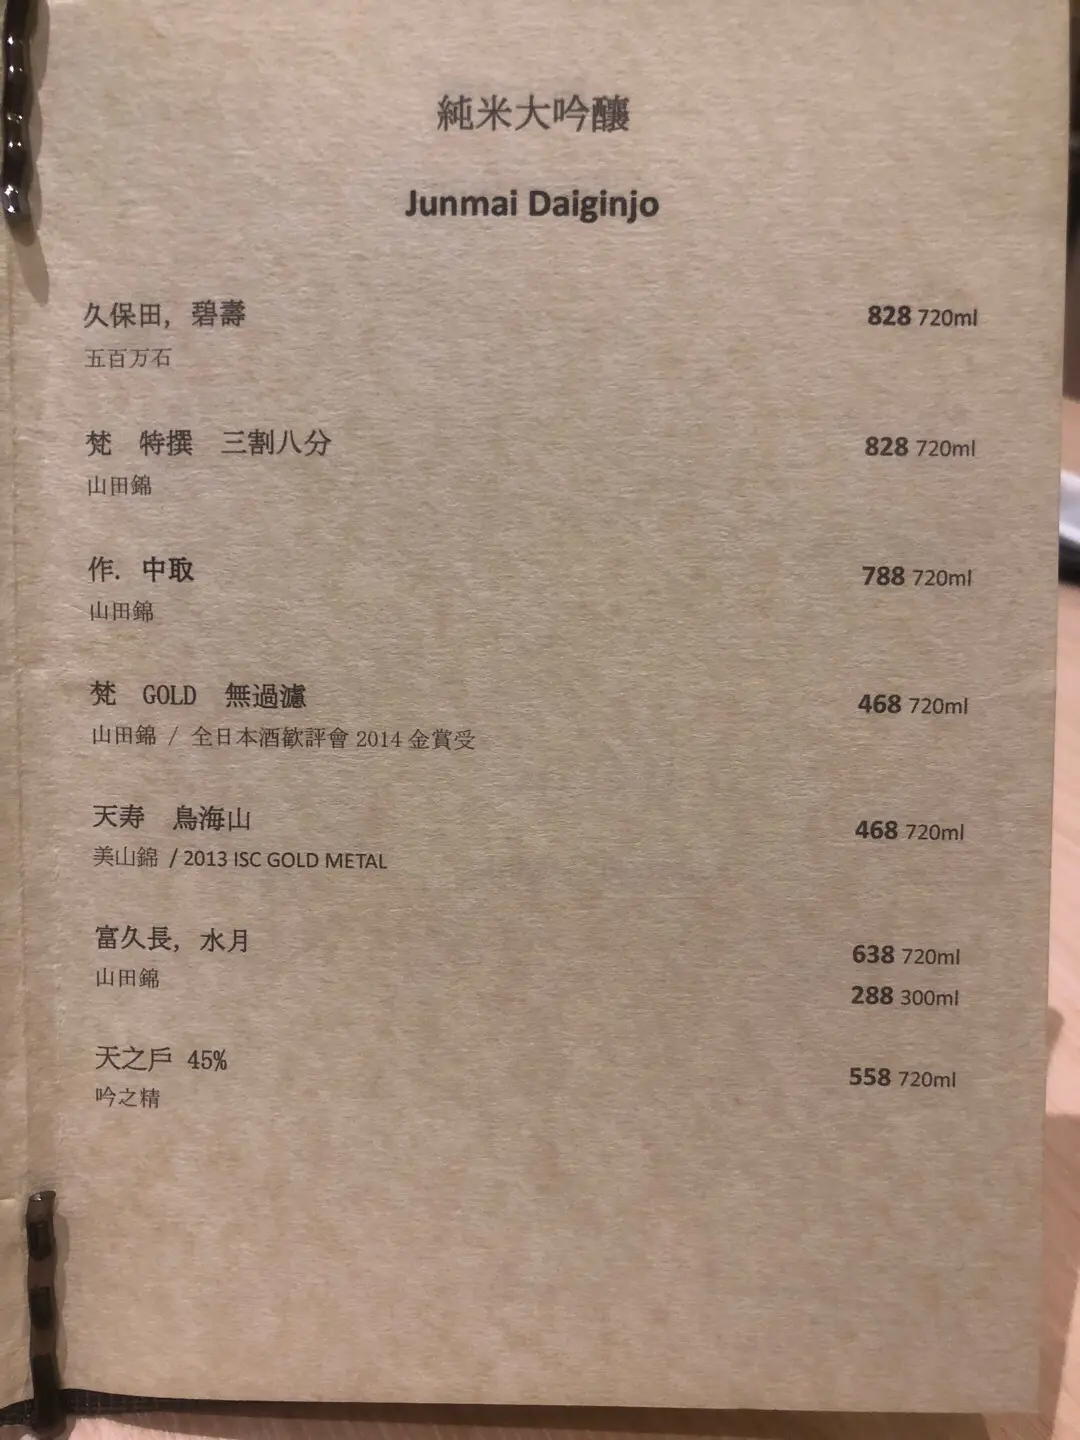 純米大吟釀
Junmai Daiginjo
久保田, 碧壽 828 720ml
五百万石
梵 特撰 三割八分 828 720ml
山田錦
作. 中取 788 720ml
山田錦
梵 GOLD 無過濾 468 720ml
山田錦 / 全日本酒歓評會 2014 金賞受
天寿 鳥海山 468 720ml
美山錦 / 2013 ISC GOLD METAL
富久長, 水月 638 720ml
山田錦 288 300ml
天之戶 45% 558 720ml
吟之精